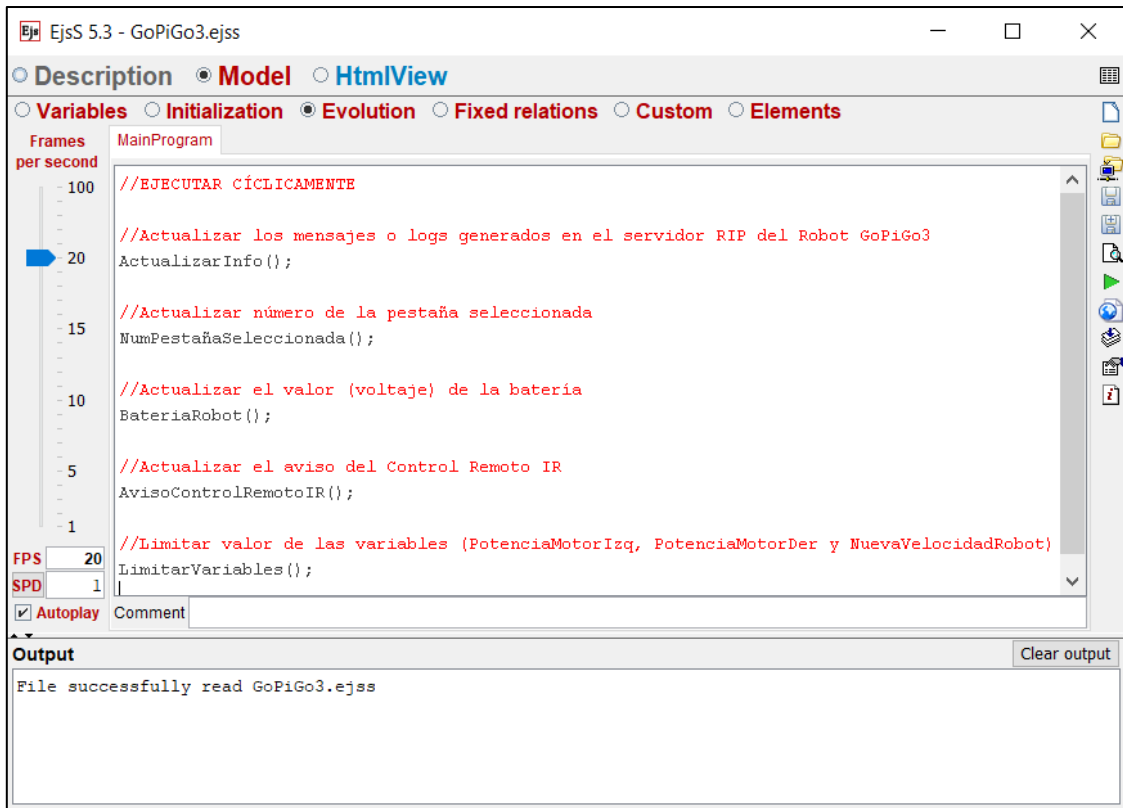 Ejs EjsS 5.3 - GoPiGo3.ejss
Description Model HtmlView
Variables Initialization Evolution Fixed relations Custom Elements
Frames
per second
MainProgram
100
20
15
10
5
1
FPS 20
SPD 1
Autoplay
//EJECUTAR CÍCLICAMENTE
//Actualizar los mensajes o logs generados en el servidor RIP del Robot GoPiGo3
ActualizarInfo();
//Actualizar número de la pestaña seleccionada
NumPestañaSeleccionada();
//Actualizar el valor (voltaje) de la batería
BateriaRobot();
//Actualizar el aviso del Control Remoto IR
AvisoControlRemotoIR();
//Limitar valor de las variables (PotenciaMotorIzq, PotenciaMotorDer y NuevaVelocidadRobot)
LimitarVariables();
Comment
Output
Clear output
File successfully read GoPiGo3.ejss